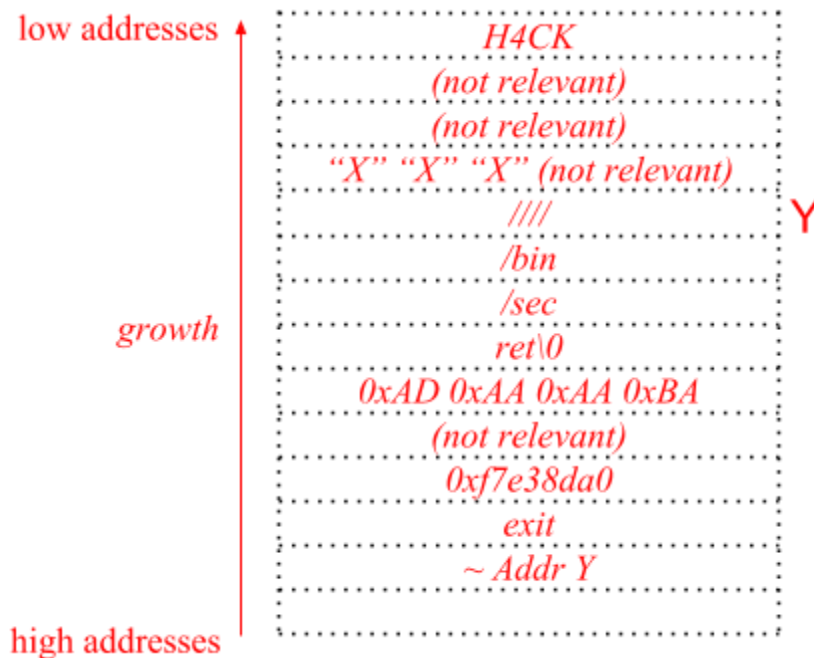 low addresses
H4CK
(not relevant)
(not relevant)
“X” “X” “X” (not relevant)
////
Y
/bin
/sec
growth
ret\0
0xAD 0xAA 0xAA 0xBA
(not relevant)
0xf7e38da0
exit
~ Addr Y
high addresses